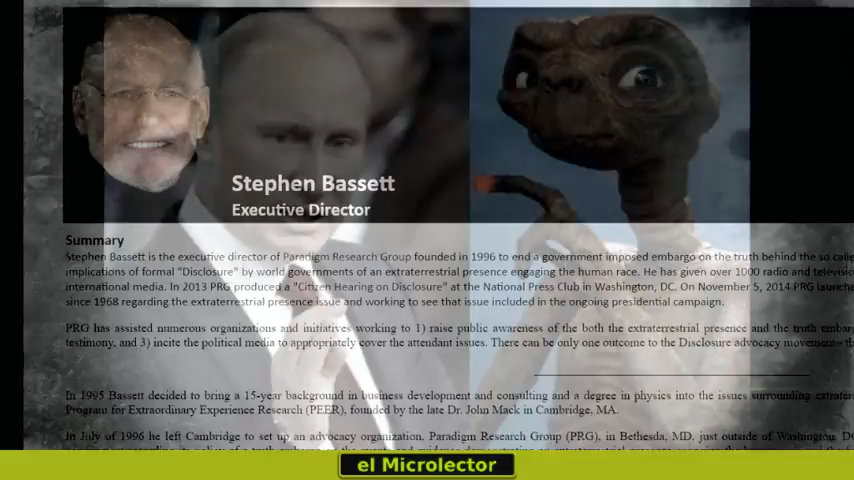 Stephen Bassett
Executive Director
Summary
Stephen Bassett is the executive director of Paradigm Research Group founded in 1996 to end a government imposed embargo on the truth behind the so calle
implications of formal "Disclosure" by world governments of an extraterrestrial presence engaging the human race. He has given over 1000 radio and televisio
international media. In 2013 PRG produced a "Citizen Hearing on Disclosure" at the National Press Club in Washington, DC. On November 5, 2014 PRG launche
since 1968 regarding the extraterrestrial presence issue and working to see that issue included in the ongoing presidential campaign.
PRG has assisted numerous organizations and initiatives working to 1) raise public awareness of the both the extraterrestrial presence and the truth embar
testimony, and 3) incite the political media to appropriately cover the attendant issues. There can be only one outcome to the Disclosure advocacy movement
In 1995 Bassett decided to bring a 15-year background in business development and consulting and a degree in physics into the issues surrounding extrater
Program for Extraordinary Experience Research (PEER), founded by the late Dr. John Mack in Cambridge, MA.
In July of 1996 he left Cambridge to set up an advocacy organization, Paradigm Research Group (PRG), in Bethesda, MD, just outside of Washington, DC
el Microlector